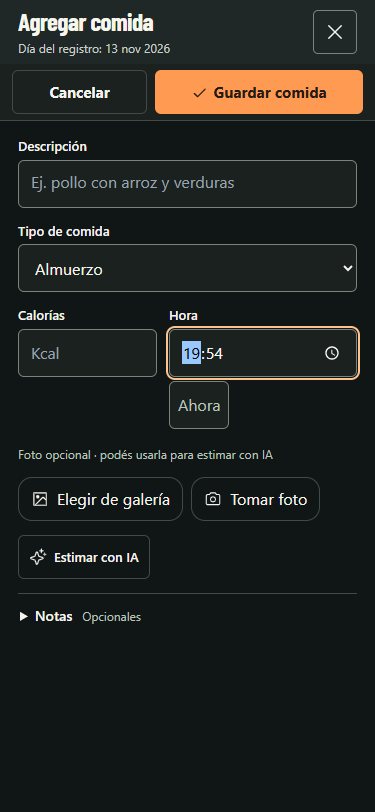 Agregar comida
Día del registro: 13 nov 2026
Cancelar
Guardar comida
Descripción
Ej. pollo con arroz y verduras
Tipo de comida
Almuerzo
Calorías
Hora
Kcal
19:54
Ahora
Foto opcional · podés usarla para estimar con IA
Elegir de galería
Tomar foto
Estimar con IA
Notas Opcionales